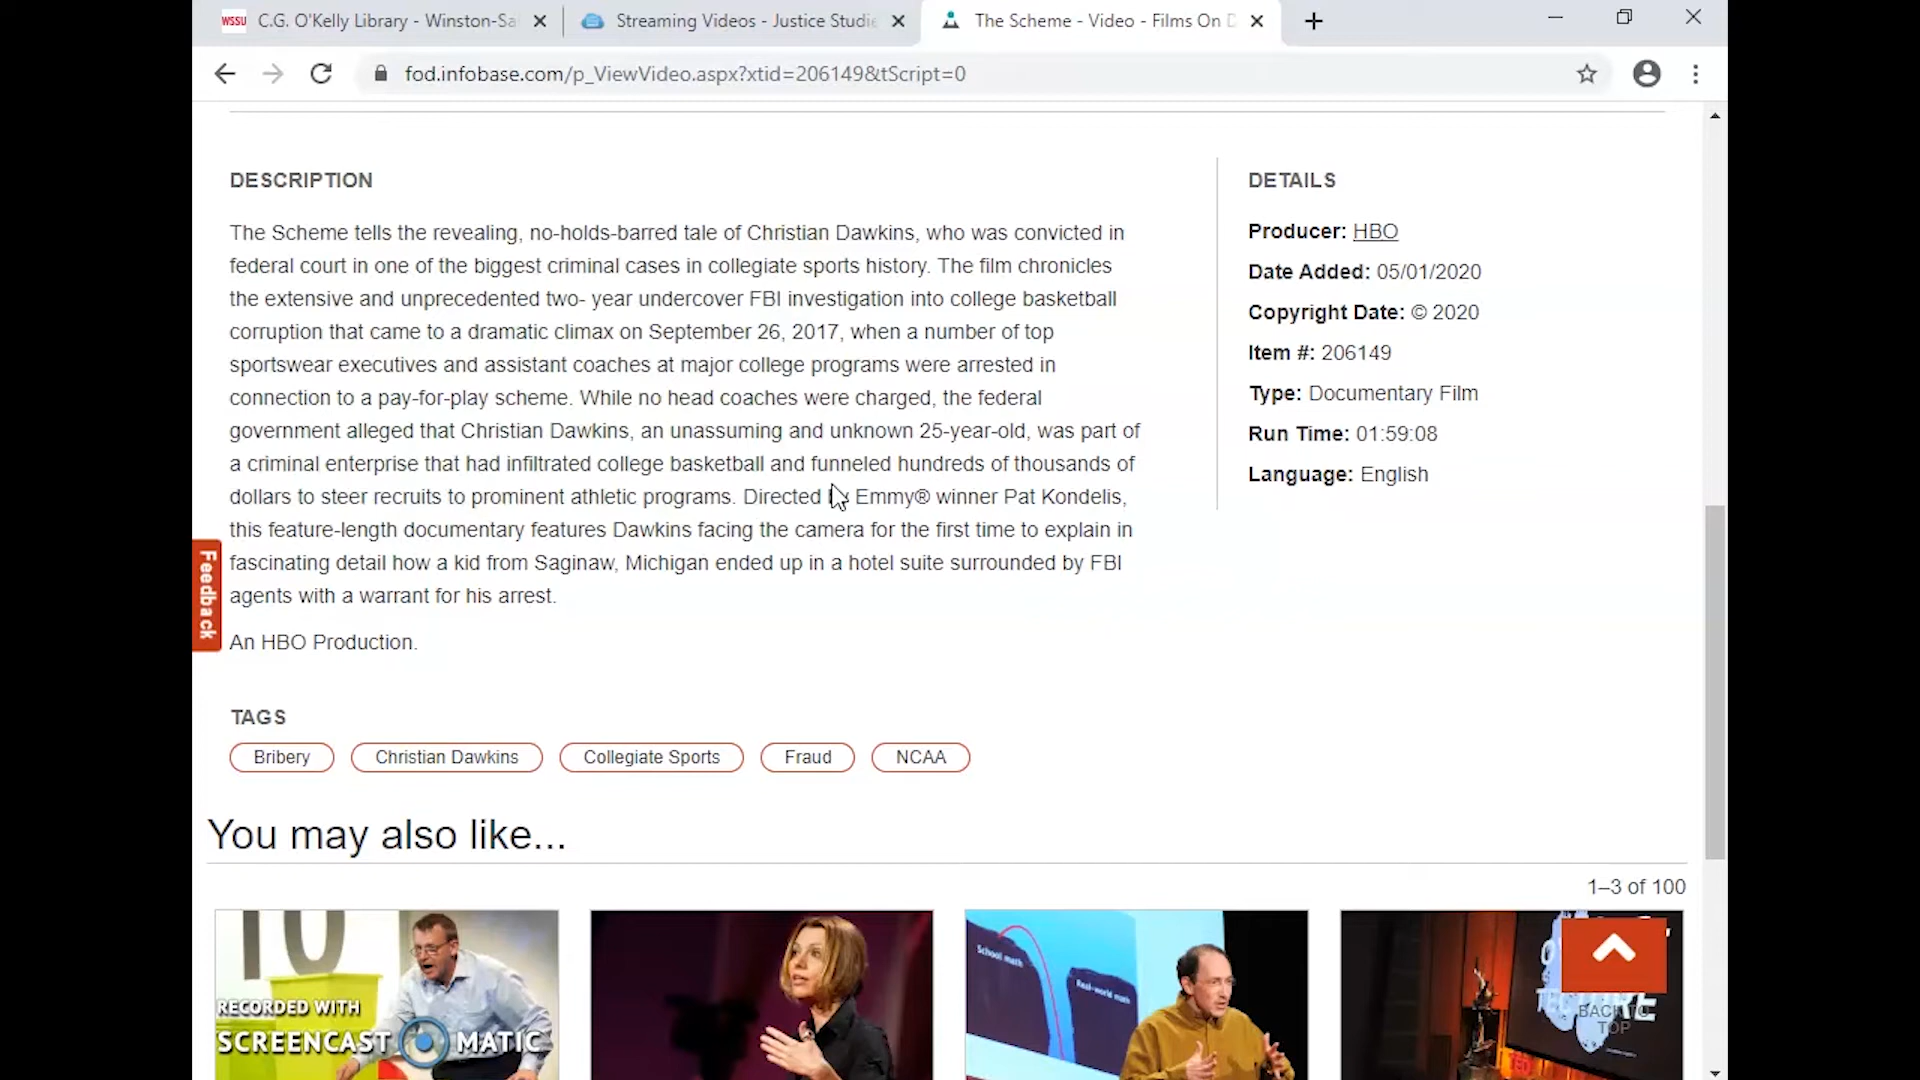 WSSU C.G. O'Kelly Library - Winston-Sa
Streaming Videos - Justice Studie
The Scheme - Video - Films On D
fod.infobase.com/p_ViewVideo.aspx?xtid=206149&tScript=0
DESCRIPTION
The Scheme tells the revealing, no-holds-barred tale of Christian Dawkins, who was convicted in
federal court in one of the biggest criminal cases in collegiate sports history. The film chronicles
the extensive and unprecedented two- year undercover FBI investigation into college basketball
corruption that came to a dramatic climax on September 26, 2017, when a number of top
sportswear executives and assistant coaches at major college programs were arrested in
connection to a pay-for-play scheme. While no head coaches were charged, the federal
government alleged that Christian Dawkins, an unassuming and unknown 25-year-old, was part of
a criminal enterprise that had infiltrated college basketball and funneled hundreds of thousands of
dollars to steer recruits to prominent athletic programs. Directed by Emmy® winner Pat Kondelis,
this feature-length documentary features Dawkins facing the camera for the first time to explain in
fascinating detail how a kid from Saginaw, Michigan ended up in a hotel suite surrounded by FBI
agents with a warrant for his arrest.
An HBO Production.
DETAILS
Producer: HBO
Date Added: 05/01/2020
Copyright Date: © 2020
Item #: 206149
Type: Documentary Film
Run Time: 01:59:08
Language: English
Feedback
TAGS
Bribery
Christian Dawkins
Collegiate Sports
Fraud
NCAA
You may also like...
1–3 of 100
RECORDED WITH
SCREENCAST MATIC
School math
Real-world math
BACK TO
TOP